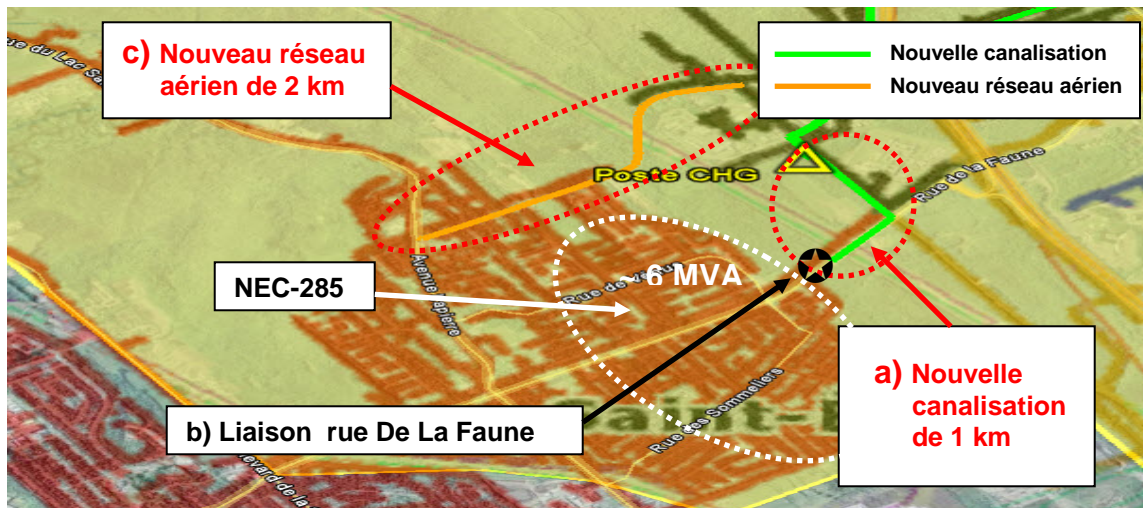 c) Nouveau réseau
aérien de 2 km
Nouvelle canalisation
Nouveau réseau aérien
Poste CHG
Rue de la Faune
Avenue Lapierre
NEC-285
~ 6 MVA
a) Nouvelle
canalisation
de 1 km
b) Liaison rue De La Faune
Rue des Sommeliers